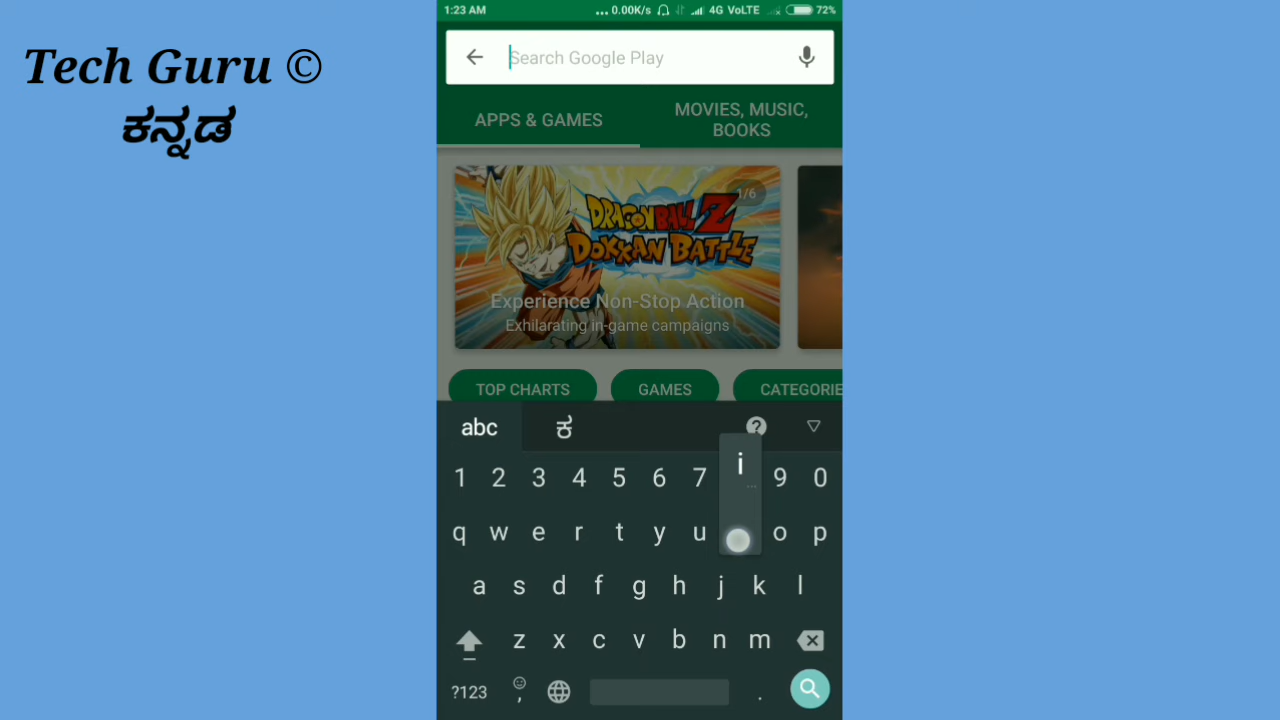 1:23 AM ... 0.00K/s 4G VoLTE 72%
Tech Guru ©
ಕನ್ನಡ
Search Google Play
APPS & GAMES
MOVIES, MUSIC,
BOOKS
1/6
DRAGON BALL Z
DOKKAN BATTLE
Experience Non-Stop Action
Exhilarating in-game campaigns
TOP CHARTS GAMES CATEGORIE
abc ಕ ?
i
1 2 3 4 5 6 7 9 0
q w e r t y u o p
a s d f g h j k l
z x c v b n m
?123 , .